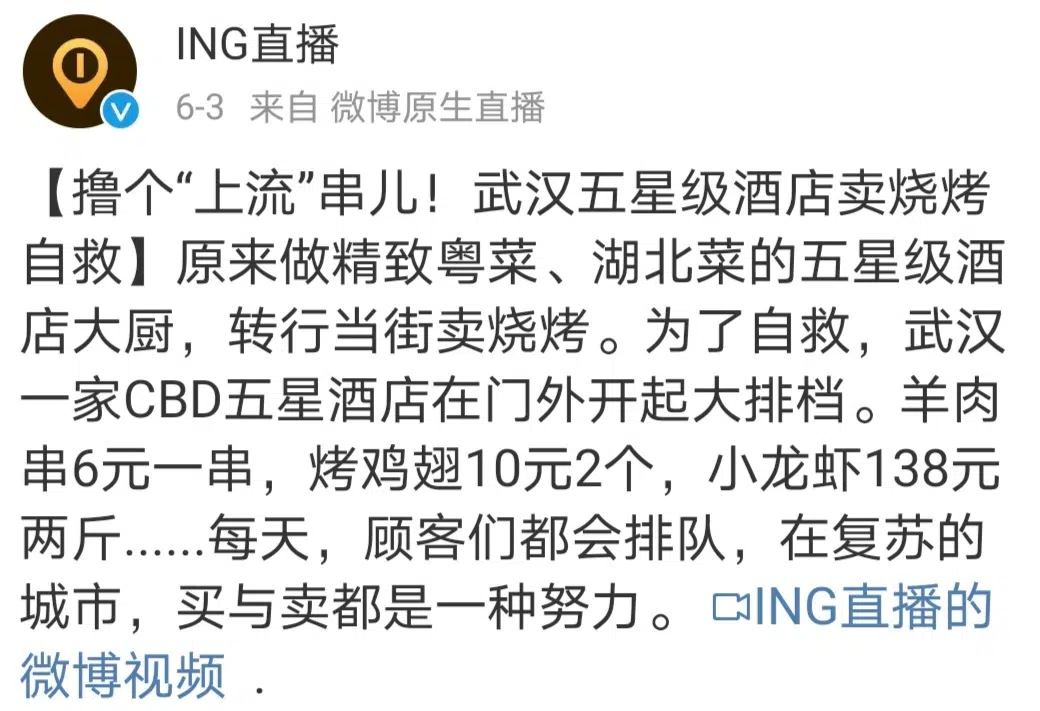 ING直播
6-3 来自 微博原生直播
【撸个“上流”串儿！武汉五星级酒店卖烧烤
自救】原来做精致粤菜、湖北菜的五星级酒
店大厨，转行当街卖烧烤。为了自救，武汉
一家CBD五星酒店在门外开起大排档。羊肉
串6元一串，烤鸡翅10元2个，小龙虾138元
两斤......每天，顾客们都会排队，在复苏的
城市，买与卖都是一种努力。ING直播的
微博视频 .